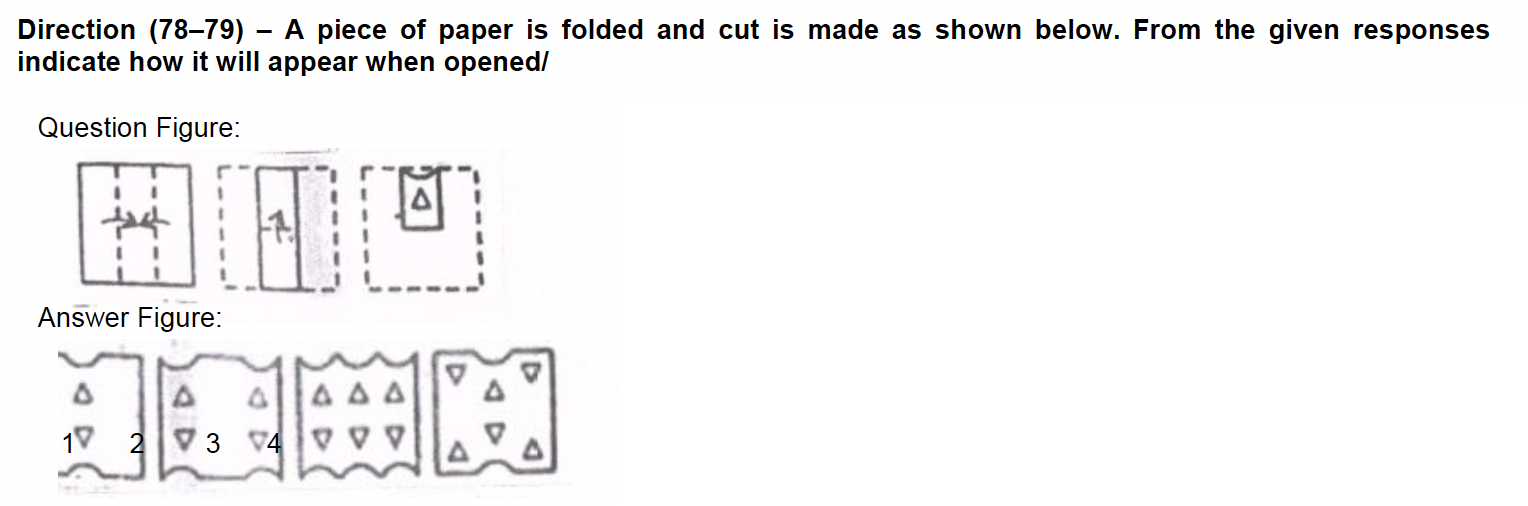 Direction (78–79) – A piece of paper is folded and cut is made as shown below. From the given responses
indicate how it will appear when opened/
Question Figure:
Answer Figure:
1 2 3 4